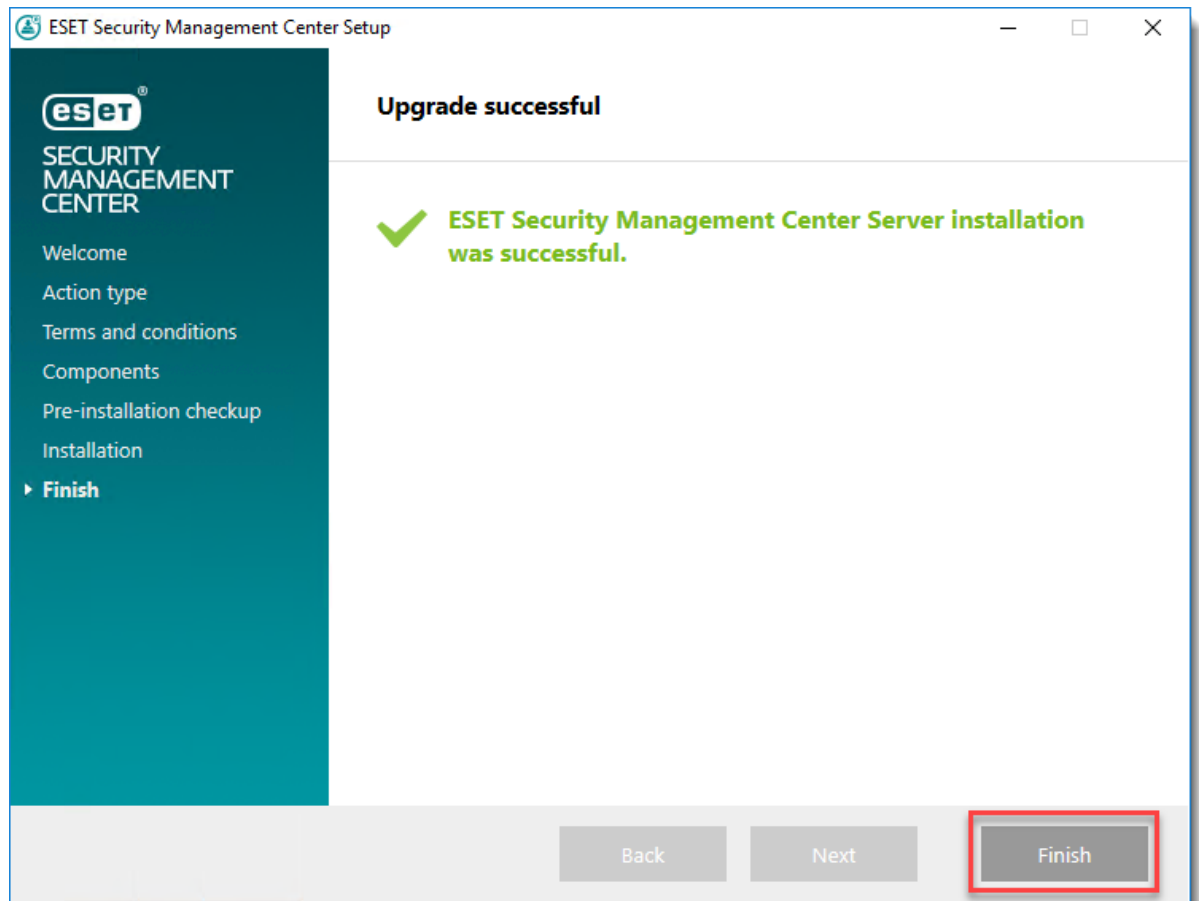 ESET Security Management Center Setup
eset®
SECURITY
MANAGEMENT
CENTER
Welcome
Action type
Terms and conditions
Components
Pre-installation checkup
Installation
Finish
Upgrade successful
ESET Security Management Center Server installation
was successful.
Back
Next
Finish